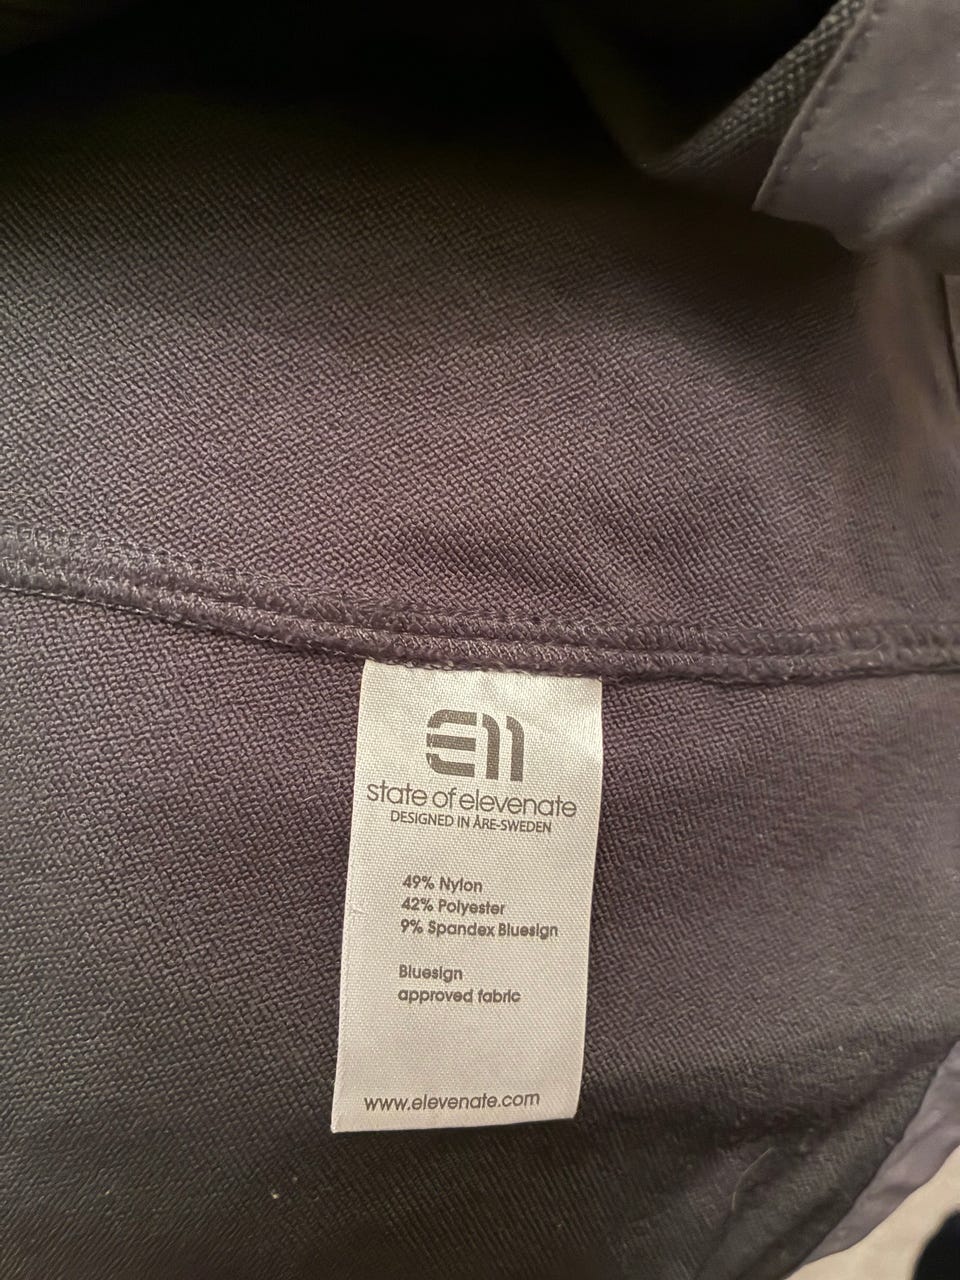 E11
state of elevenate
DESIGNED IN ÅRE-SWEDEN
49% Nylon
42% Polyester
9% Spandex Bluesign
Bluesign
approved fabric
www.elevenate.com